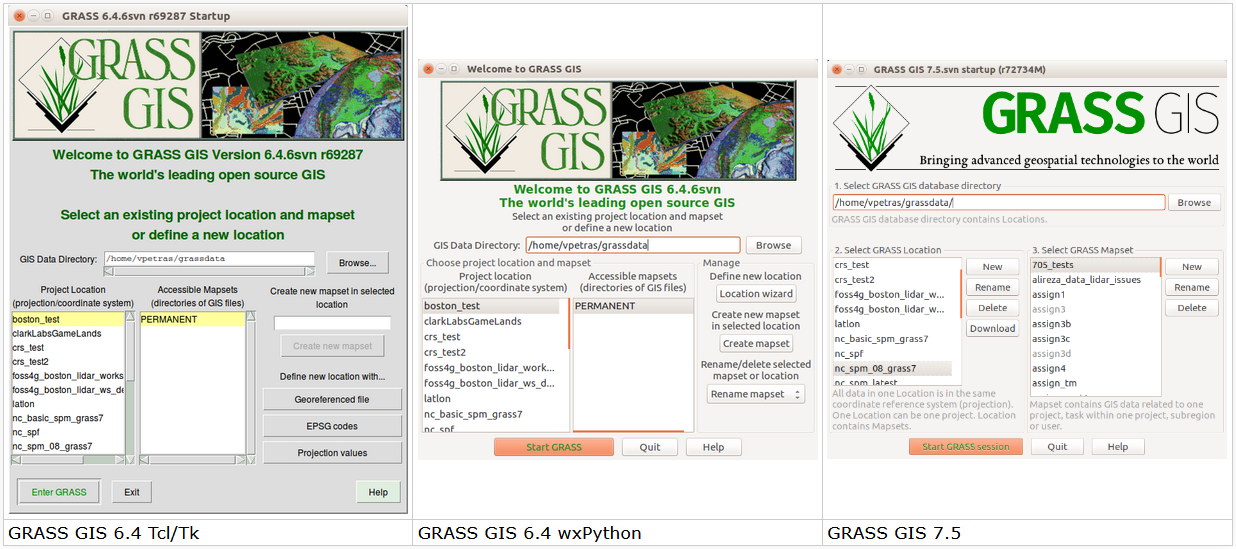 GRASS 6.4.6svn r69287 Startup
GRASS
GIS
Welcome to GRASS GIS Version 6.4.6svn r69287
The world's leading open source GIS
Select an existing project location and mapset
or define a new location
GIS Data Directory:
/home/vpetras/grassdata
Browse...
Project Location
(projection/coordinate system)
boston_test
clarkLabsGameLands
crs_test
crs_test2
foss4g_boston_lidar_works
foss4g_boston_lidar_ws_de
latlon
nc_basic_spm_grass7
nc_spf
nc_spm_08_grass7
Accessible Mapsets
(directories of GIS files)
PERMANENT
Create new mapset in selected
location
Create new mapset
Define new location with...
Georeferenced file
EPSG codes
Projection values
Enter GRASS
Exit
Help
GRASS GIS 6.4 Tcl/Tk
Welcome to GRASS GIS
GRASS
GIS
Welcome to GRASS GIS 6.4.6svn
The world's leading open source GIS
Select an existing project location and mapset
or define a new location
GIS Data Directory:
/home/vpetras/grassdata
Browse
Choose project location and mapset
Project location
(projection/coordinate system)
boston_test
clarkLabsGameLands
crs_test
crs_test2
foss4g_boston_lidar_work...
foss4g_boston_lidar_ws_d...
latlon
nc_basic_spm_grass7
nc_spf
Accessible mapsets
(directories of GIS files)
PERMANENT
Manage
Define new location
Location wizard
Create new mapset
in selected location
Create mapset
Rename/delete selected
mapset or location
Rename mapset
Start GRASS
Quit
Help
GRASS GIS 6.4 wxPython
GRASS GIS 7.5.svn startup (r72734M)
GRASS GIS
Bringing advanced geospatial technologies to the world
1. Select GRASS GIS database directory
/home/vpetras/grassdata/
Browse
GRASS GIS database directory contains Locations.
2. Select GRASS Location
crs_test
crs_test2
foss4g_boston_lidar_w...
foss4g_boston_lidar_w...
latlon
nc_basic_spm_grass7
nc_spf
nc_spm_08_grass7
nc_spm_latest
New
Rename
Delete
Download
All data in one Location is in the same
coordinate reference system (projection).
One Location can be one project. Location
contains Mapsets.
3. Select GRASS Mapset
705_tests
alireza_data_lidar_issues
assign1
assign3
assign3b
assign3c
assign3d
assign4
assign_tm
New
Rename
Delete
Mapset contains GIS data related to one
project, task within one project, subregion
or user.
Start GRASS session
Quit
Help
GRASS GIS 7.5